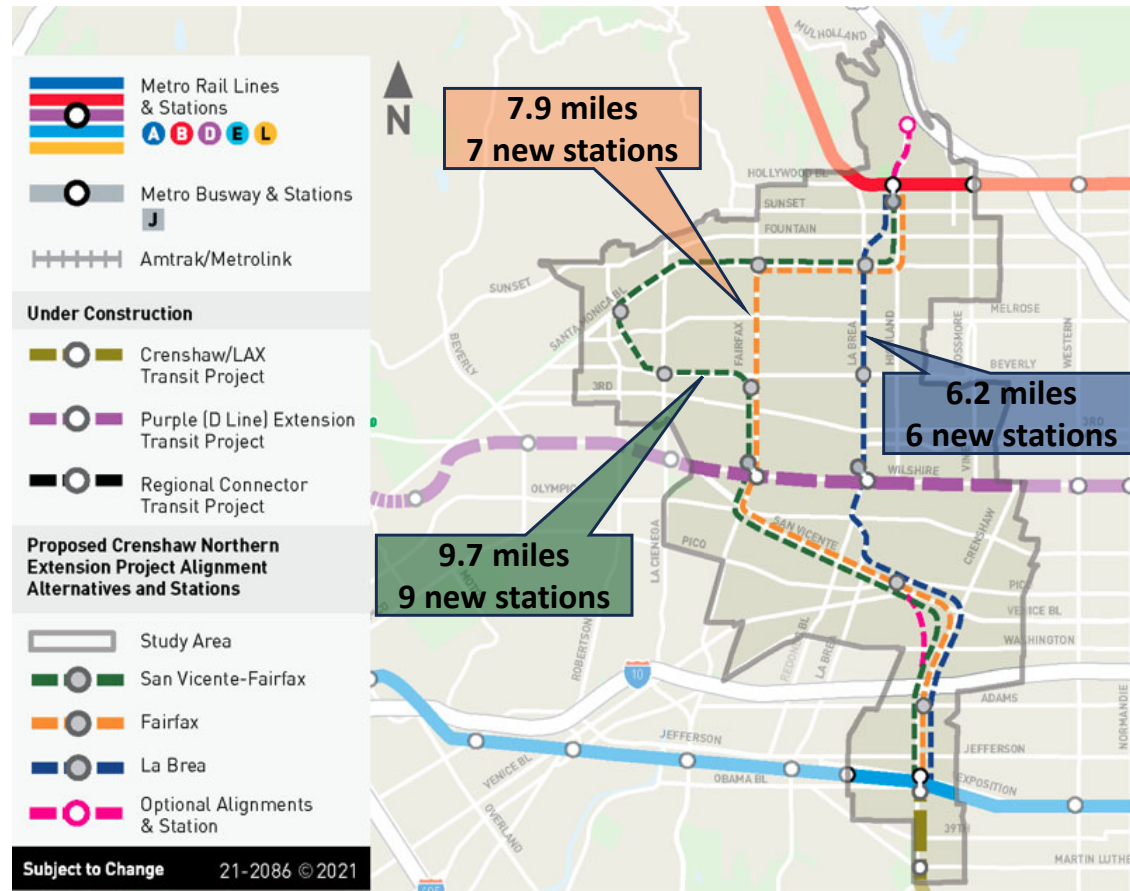 Metro Rail Lines
& Stations
A B D E L
Metro Busway & Stations
J
Amtrak/Metrolink
Under Construction
Crenshaw/LAX
Transit Project
Purple (D Line) Extension
Transit Project
Regional Connector
Transit Project
Proposed Crenshaw Northern
Extension Project Alignment
Alternatives and Stations
Study Area
San Vicente-Fairfax
Fairfax
La Brea
Optional Alignments
& Station
Subject to Change 21-2086 © 2021
N
MULHOLLAND
7.9 miles
7 new stations
HOLLYWOOD BL
SUNSET
FOUNTAIN
SUNSET
SANTA MONICA BL
MELROSE
BEVERLY
FAIRFAX
LA BREA
HIGHLAND
WESTERN
BEVERLY
3RD
6.2 miles
6 new stations
3RD
WILSHIRE
OLYMPIC
SAN VICENTE
CRENSHAW
PICO
LA CIENEGA
9.7 miles
9 new stations
PICO
VENICE BL
WASHINGTON
ROBERTSON
REDONDO BL
LA BREA
10
ADAMS
NORMANDIE
JEFFERSON
JEFFERSON
VENICE BL
OBAMA BL
EXPOSITION
OVERLAND
39TH
MARTIN LUTHE
405